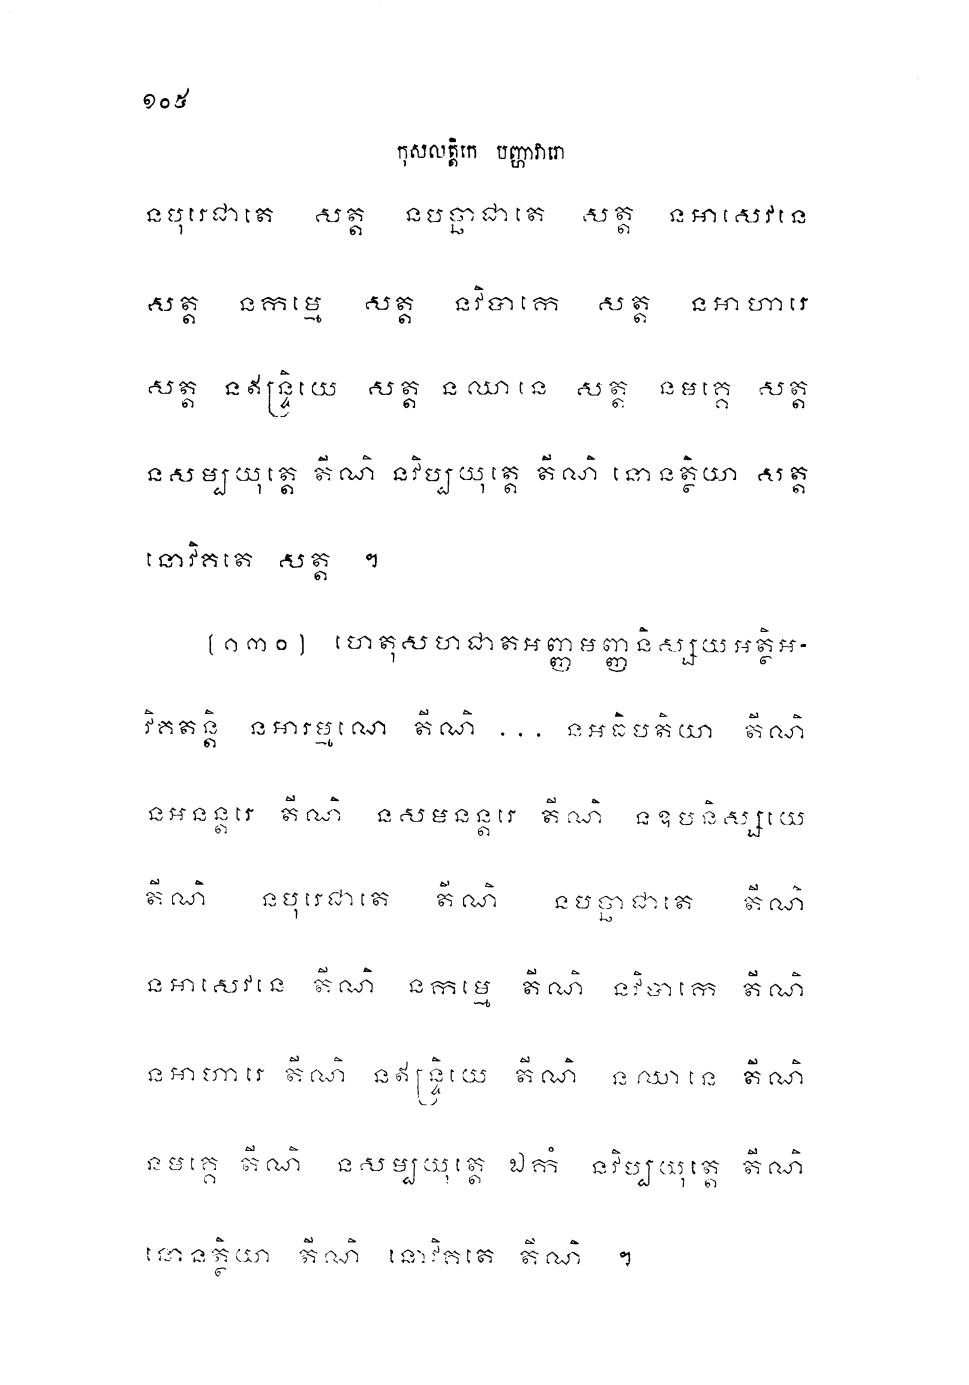 ១០៥
កុសលត្តិកេ បញ្ហាវារោ
នបុរេជាតេ សត្ត នបច្ឆាជាតេ សត្ត នអាសេវនេ
សត្ត នកម្មេ សត្ត នវិបាកេ សត្ត នអាហារេ
សត្ត នឥន្ទ្រិយេ សត្ត នឈានេ សត្ត នមគ្គេ សត្ត
នសម្បយុត្តេ តីណិ នវិប្បយុត្តេ តីណិ នោនត្ថិយា សត្ត
នោវិគតេ សត្ត ។
(១៣០) ហេតុសហជាតអញ្ញមញ្ញនិស្សយអត្ថិអ-
វិគតន្តិ នអារម្មណេ តីណិ ... នអធិបតិយា តីណិ
នអនន្តរេ តីណិ នសមនន្តរេ តីណិ នឧបនិស្សយេ
តីណិ នបុរេជាតេ តីណិ នបច្ឆាជាតេ តីណិ
នអាសេវនេ តីណិ នកម្មេ តីណិ នវិបាកេ តីណិ
នអាហារេ តីណិ នឥន្ទ្រិយេ តីណិ នឈានេ តីណិ
នមគ្គេ តីណិ នសម្បយុត្តេ ឯកំ នវិប្បយុត្តេ តីណិ
នោនត្ថិយា តីណិ នោវិគតេ តីណិ ។